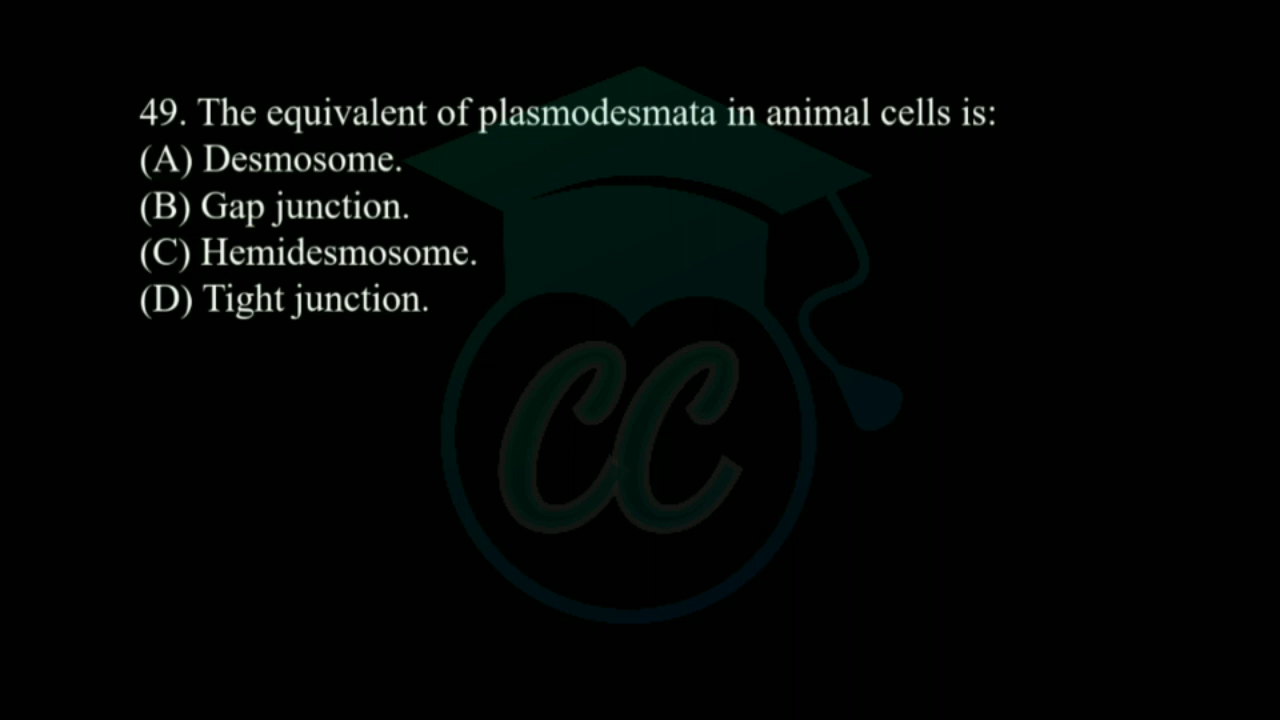 49. The equivalent of plasmodesmata in animal cells is:
(A) Desmosome.
(B) Gap junction.
(C) Hemidesmosome.
(D) Tight junction.
CC